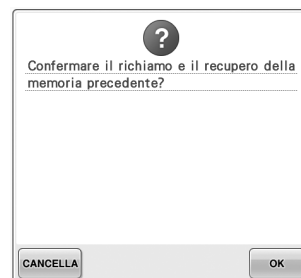 ?
Confermare il richiamo e il recupero della
memoria precedente?
CANCELLA
OK